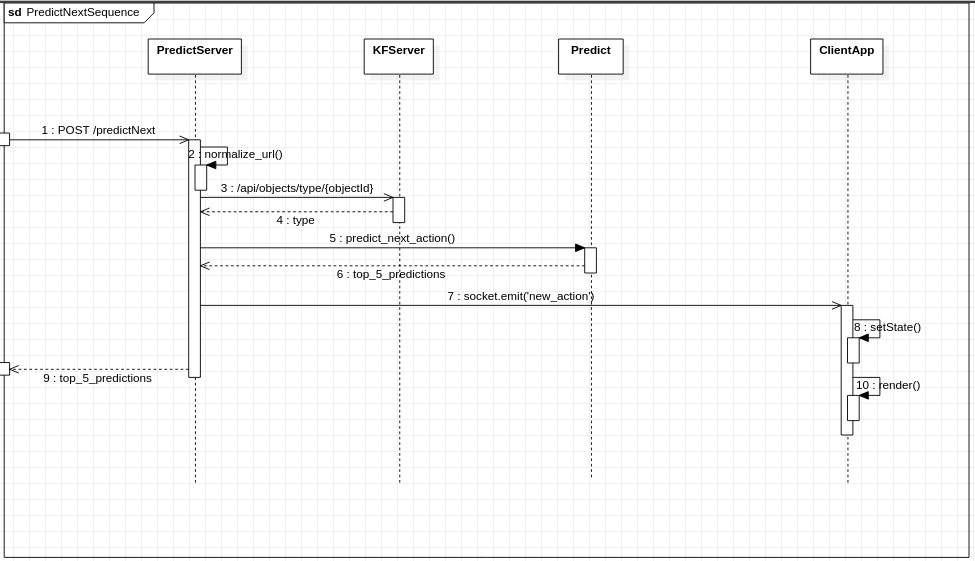 sd PredictNextSequence
PredictServer
KFServer
Predict
ClientApp
1 : POST /predictNext
2 : normalize_url()
3 : /api/objects/type/{objectId}
4 : type
5 : predict_next_action()
6 : top_5_predictions
7 : socket.emit('new_action')
8 : setState()
9 : top_5_predictions
10 : render()